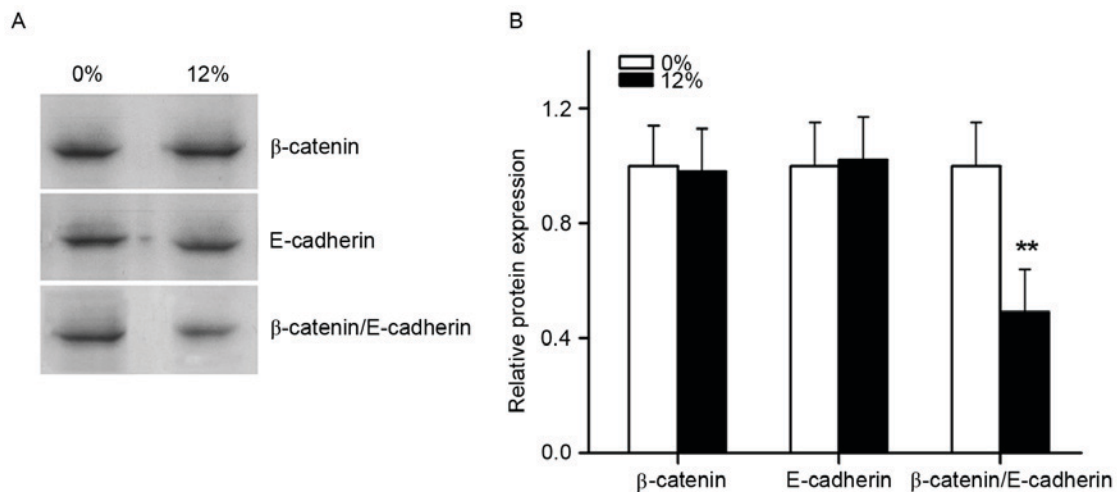 A
0% 12%
β-catenin
E-cadherin
β-catenin/E-cadherin
B
0%
12%
Relative protein expression
1.2
0.8
0.4
0.0
**
β-catenin E-cadherin β-catenin/E-cadherin